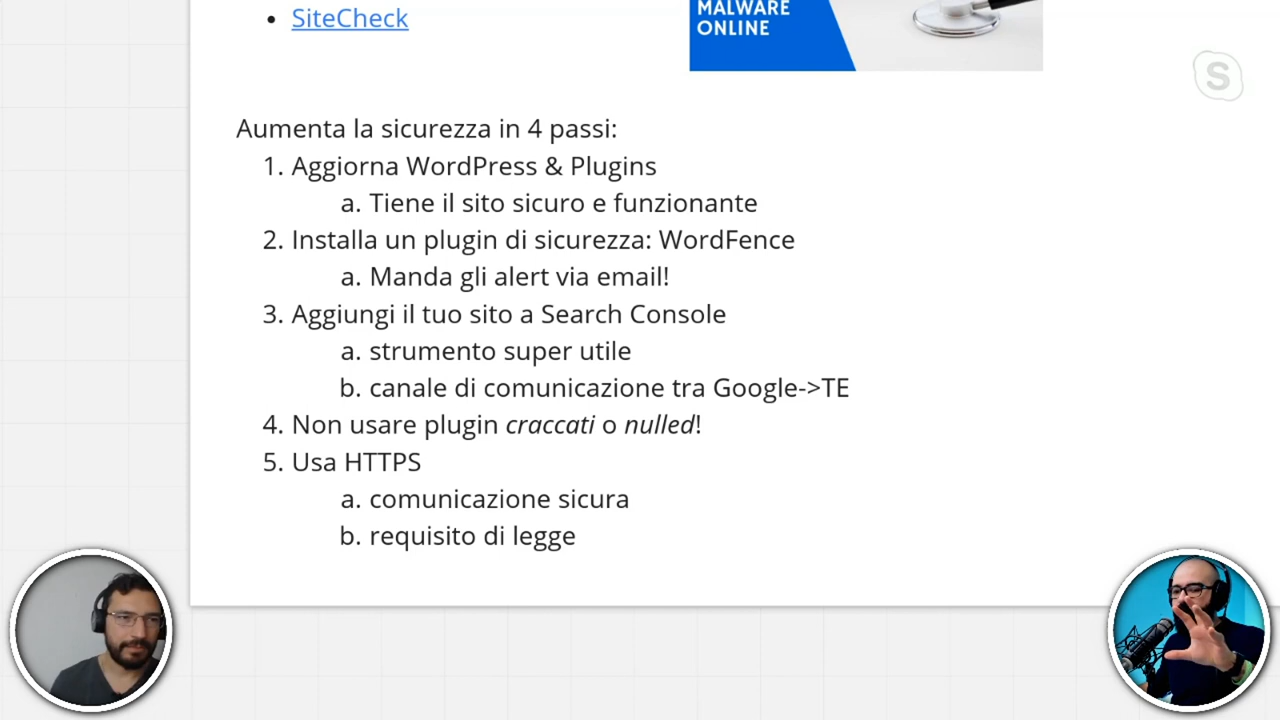 SiteCheck
MALWARE
ONLINE
S
Aumenta la sicurezza in 4 passi:
1. Aggiorna WordPress & Plugins
a. Tiene il sito sicuro e funzionante
2. Installa un plugin di sicurezza: WordFence
a. Manda gli alert via email!
3. Aggiungi il tuo sito a Search Console
a. strumento super utile
b. canale di comunicazione tra Google->TE
4. Non usare plugin craccati o nulled!
5. Usa HTTPS
a. comunicazione sicura
b. requisito di legge